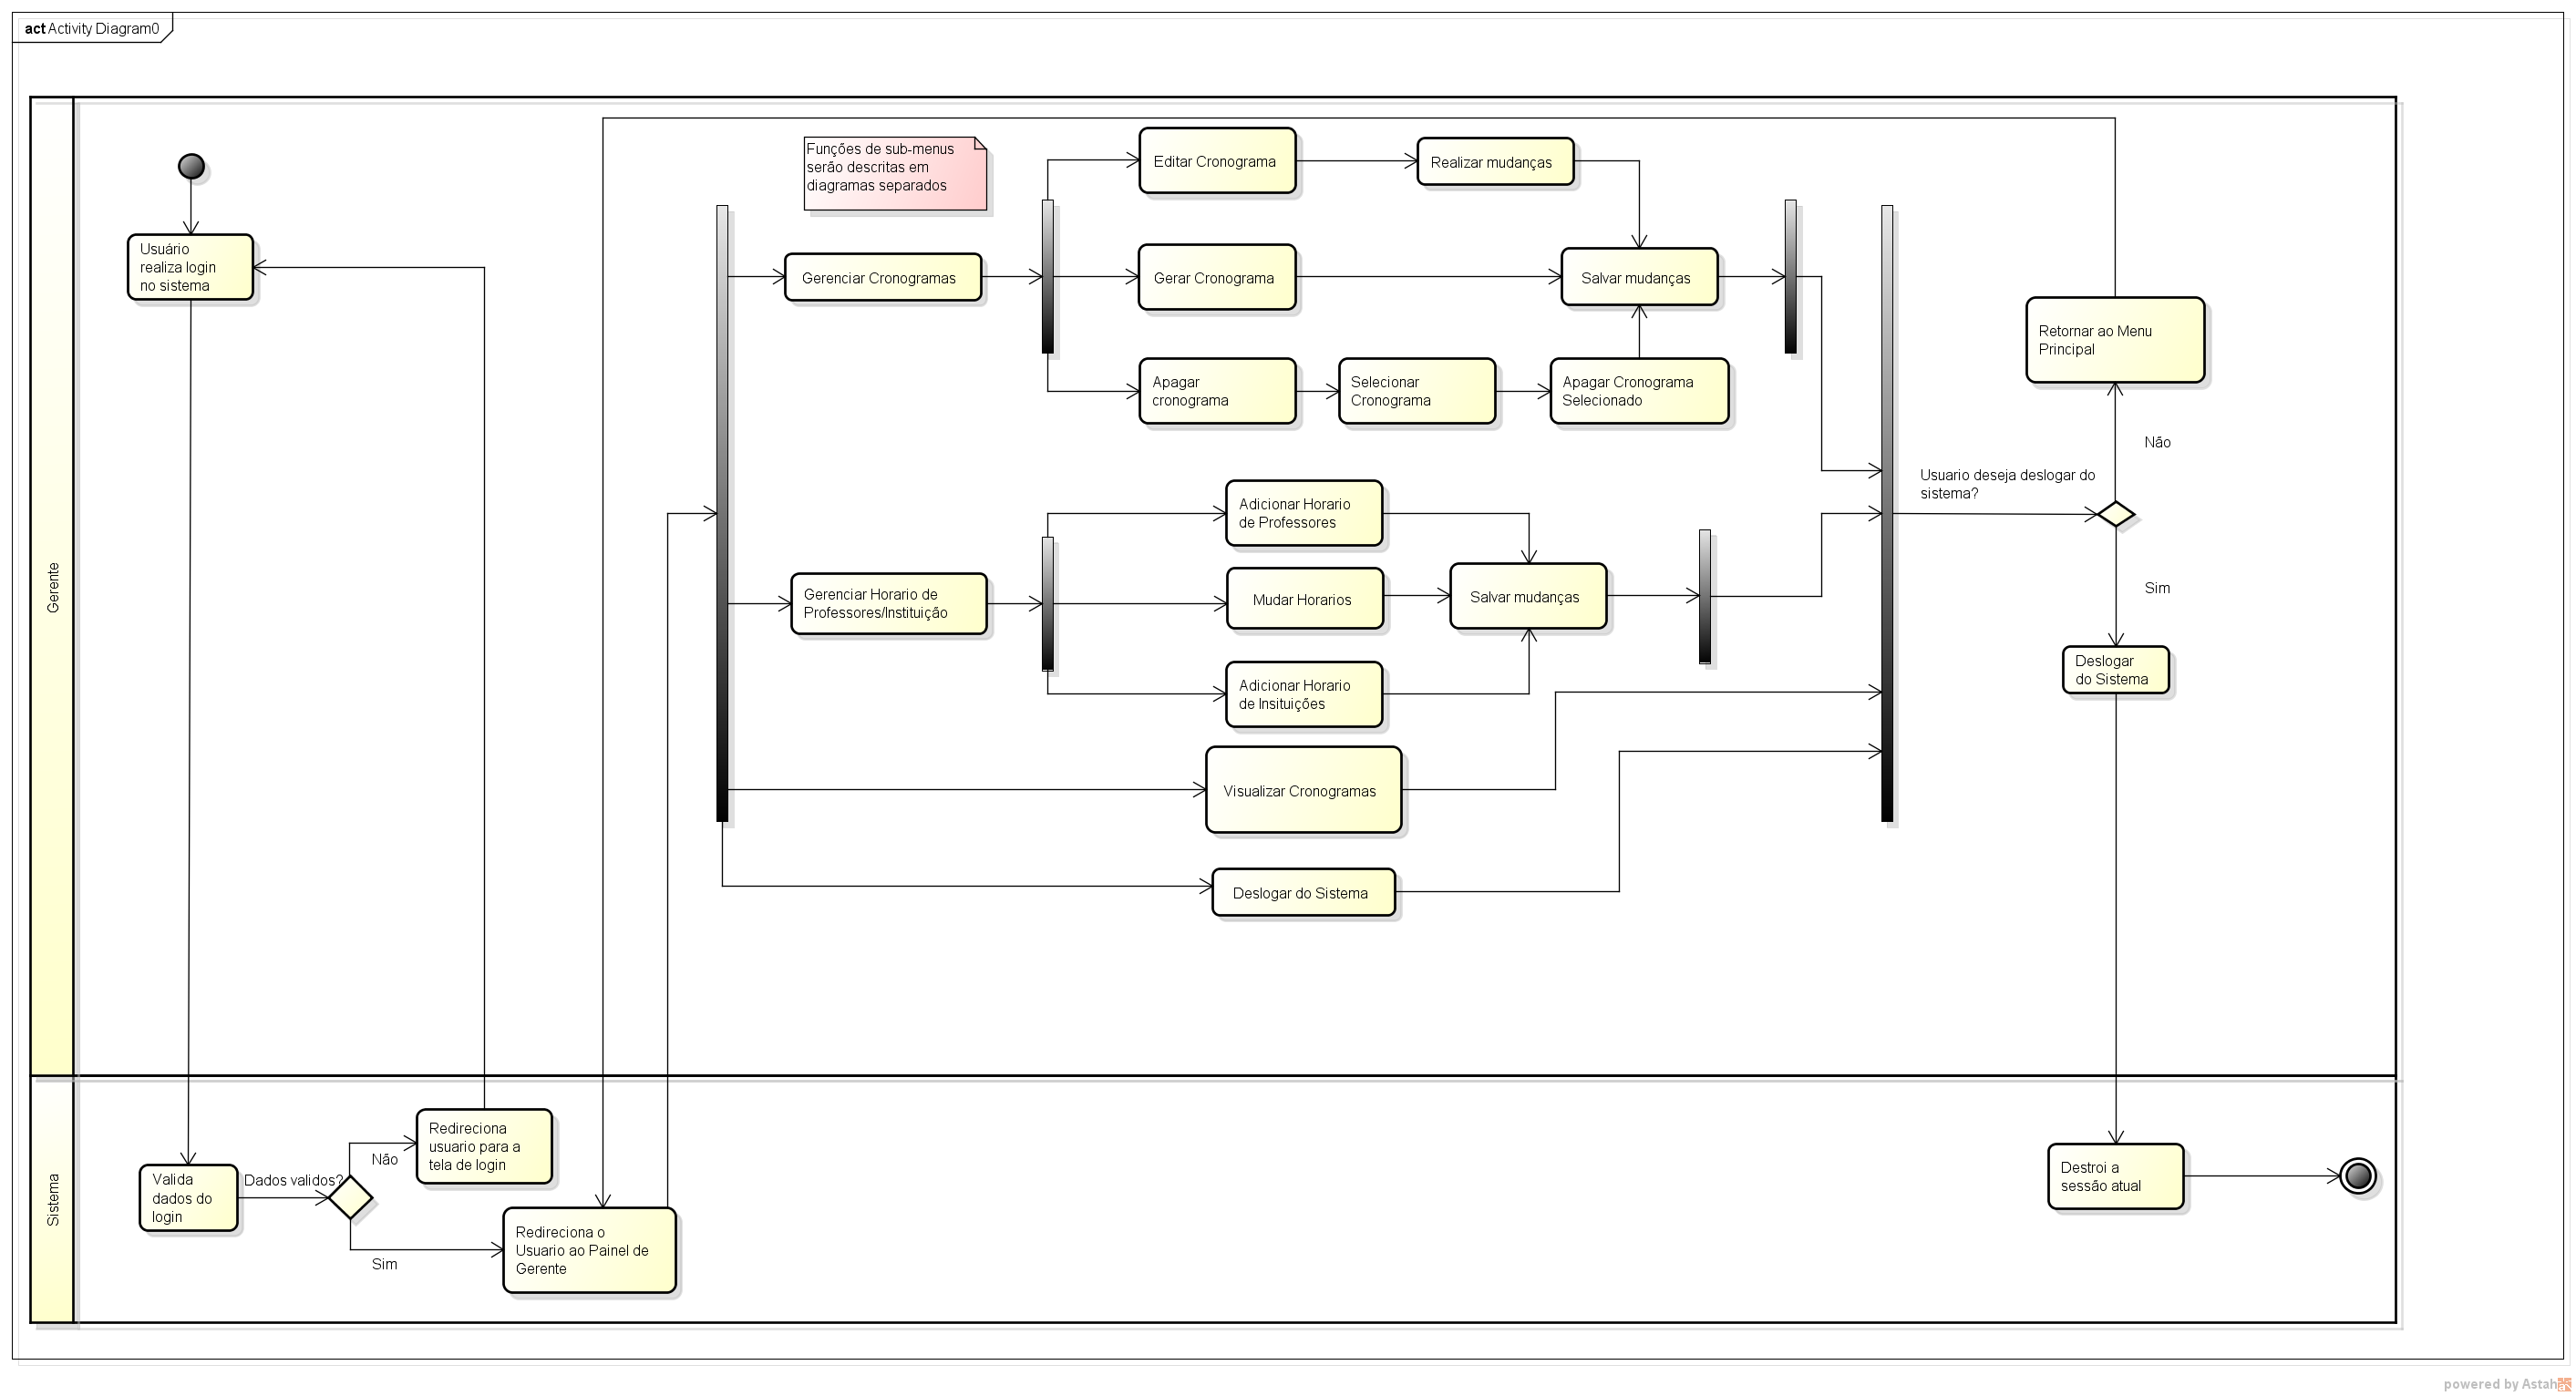 act Activity Diagram0
Gerente
Usuário
realiza login
no sistema
Funções de sub-menus
serão descritas em
diagramas separados
Editar Cronograma
Realizar mudanças
Gerenciar Cronogramas
Gerar Cronograma
Salvar mudanças
Apagar
cronograma
Selecionar
Cronograma
Apagar Cronograma
Selecionado
Retornar ao Menu
Principal
Não
Usuario deseja deslogar do
sistema?
Sim
Adicionar Horario
de Professores
Gerenciar Horario de
Professores/Instituição
Mudar Horarios
Salvar mudanças
Adicionar Horario
de Insituições
Deslogar
do Sistema
Visualizar Cronogramas
Deslogar do Sistema
Sistema
Valida
dados do
login
Dados validos?
Não
Redireciona
usuario para a
tela de login
Sim
Redireciona o
Usuario ao Painel de
Gerente
Destroi a
sessão atual
powered by Astah